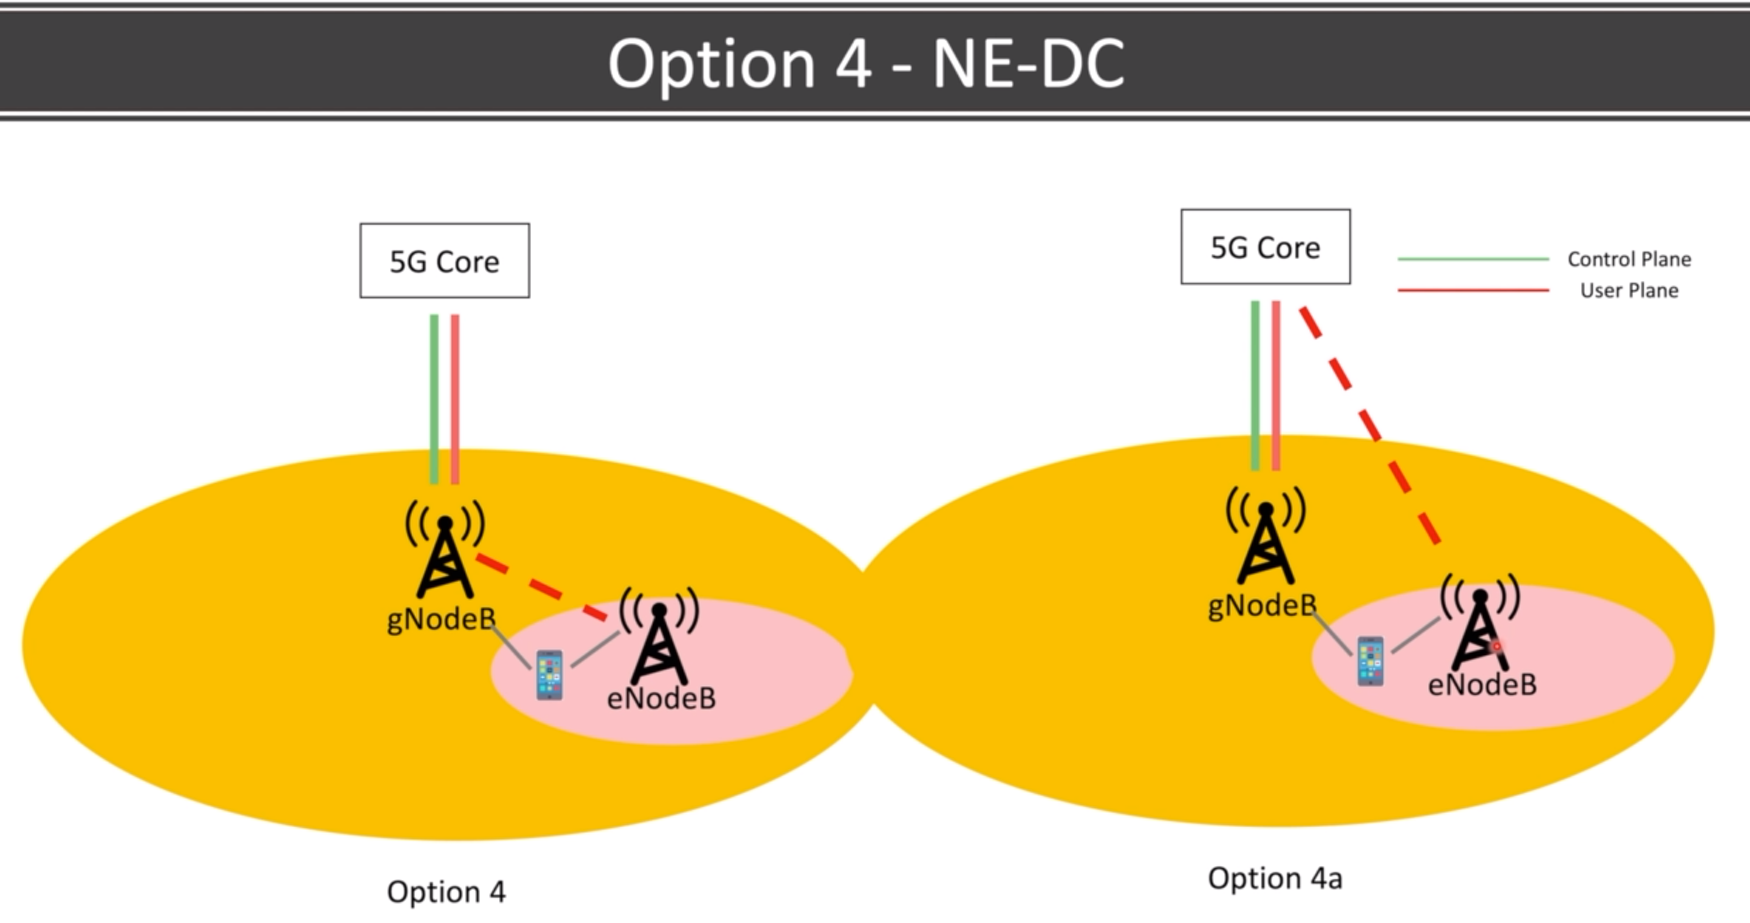 Option 4 - NE-DC
5G Core
gNodeB
eNodeB
Option 4
5G Core
Control Plane
User Plane
gNodeB
eNodeB
Option 4a